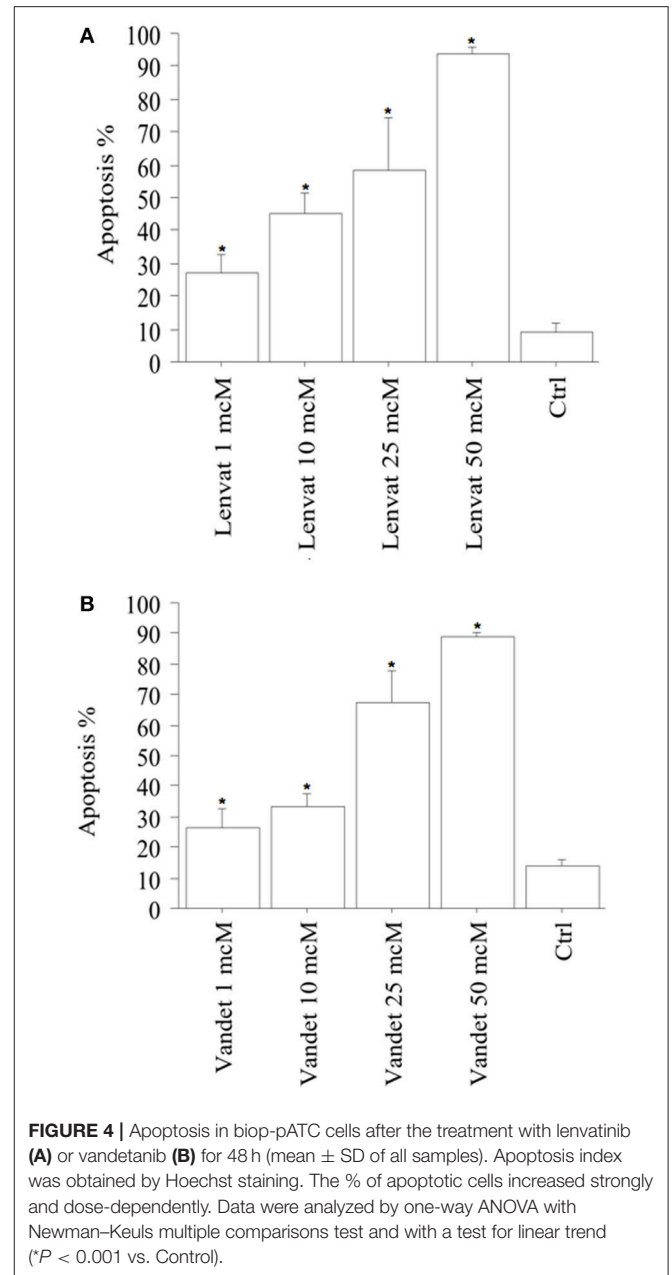 A
100
90
80
70
60
50
40
30
20
10
0
Apoptosis %
*
*
*
*
Lenvat 1 mcM
Lenvat 10 mcM
Lenvat 25 mcM
Lenvat 50 mcM
Ctrl
B
100
90
80
70
60
50
40
30
20
10
0
Apoptosis %
*
*
*
*
Vandet 1 mcM
Vandet 10 mcM
Vandet 25 mcM
Vandet 50 mcM
Ctrl
FIGURE 4 | Apoptosis in biop-pATC cells after the treatment with lenvatinib
(A) or vandetanib (B) for 48 h (mean ± SD of all samples). Apoptosis index
was obtained by Hoechst staining. The % of apoptotic cells increased strongly
and dose-dependently. Data were analyzed by one-way ANOVA with
Newman–Keuls multiple comparisons test and with a test for linear trend
(*P < 0.001 vs. Control).